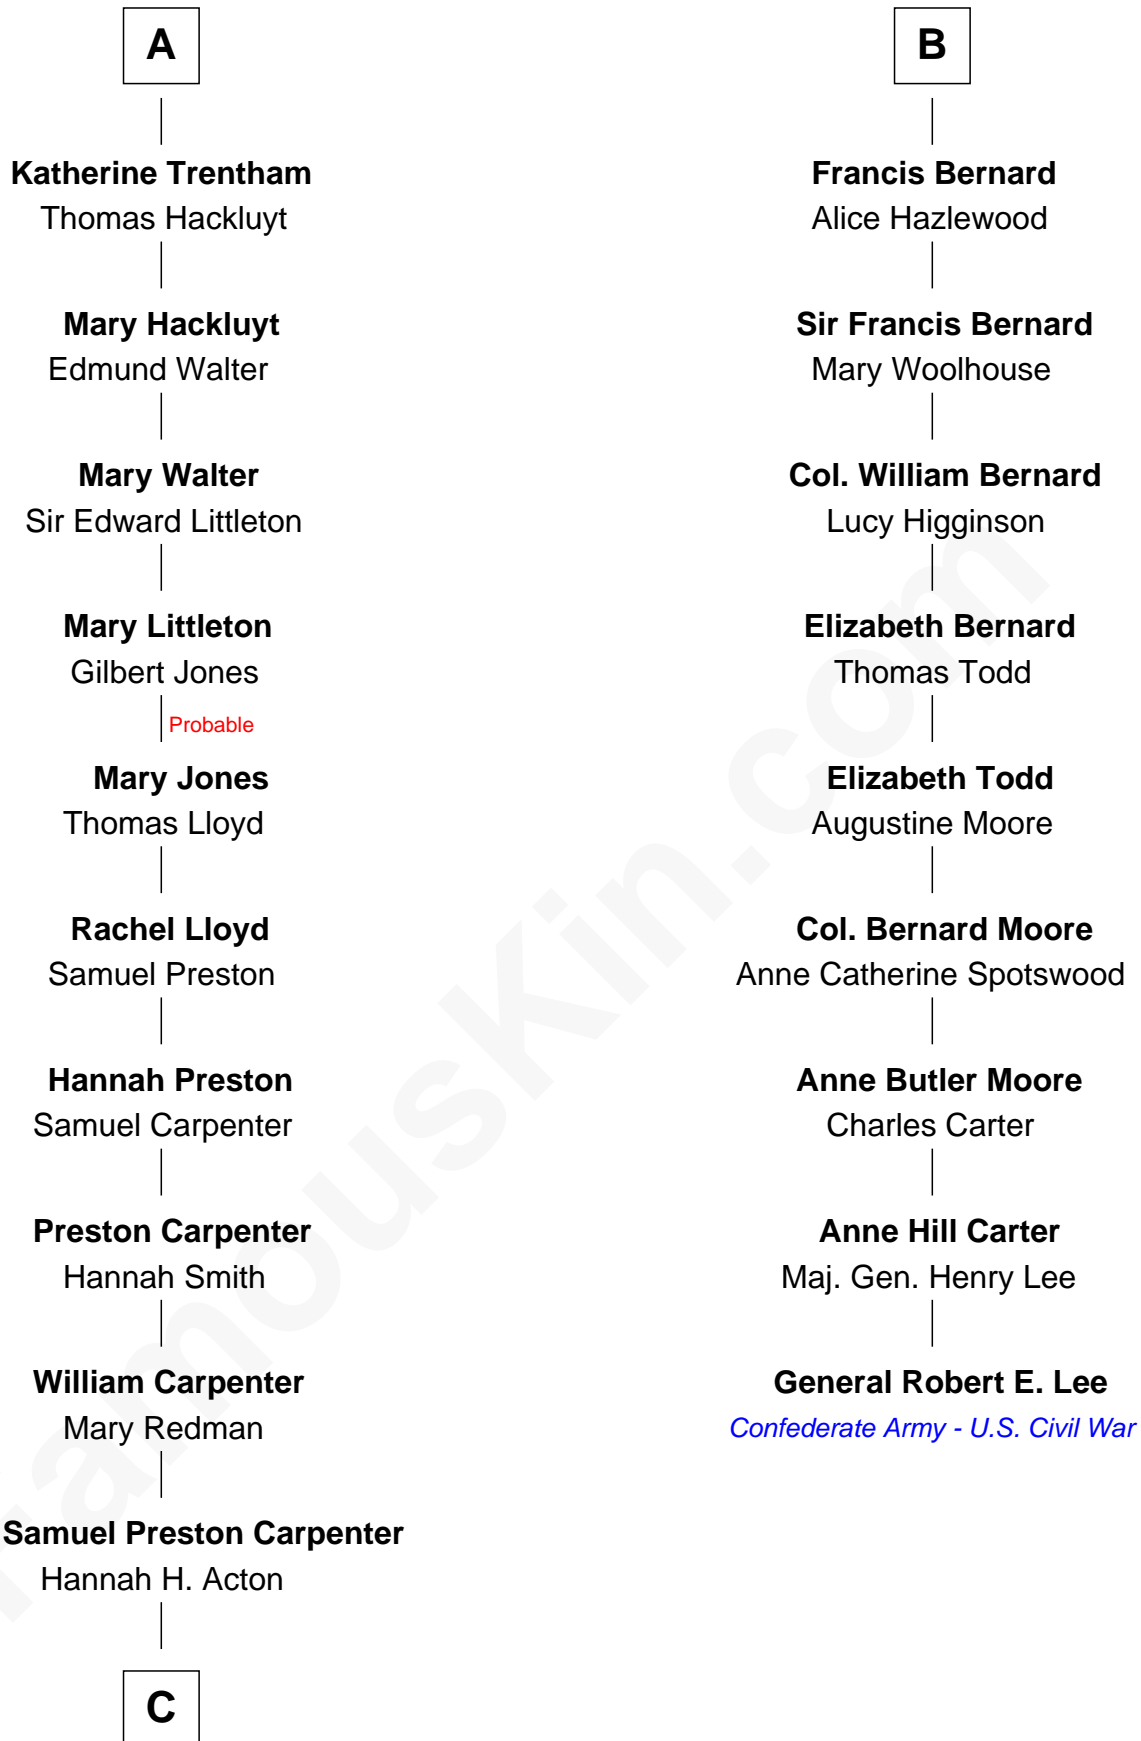 A
Katherine Trentham
Thomas Hackluyt
Mary Hackluyt
Edmund Walter
Mary Walter
Sir Edward Littleton
Mary Littleton
Gilbert Jones
Probable
Mary Jones
Thomas Lloyd
Rachel Lloyd
Samuel Preston
Hannah Preston
Samuel Carpenter
Preston Carpenter
Hannah Smith
William Carpenter
Mary Redman
Samuel Preston Carpenter
Hannah H. Acton
C
B
Francis Bernard
Alice Hazlewood
Sir Francis Bernard
Mary Woolhouse
Col. William Bernard
Lucy Higginson
Elizabeth Bernard
Thomas Todd
Elizabeth Todd
Augustine Moore
Col. Bernard Moore
Anne Catherine Spotswood
Anne Butler Moore
Charles Carter
Anne Hill Carter
Maj. Gen. Henry Lee
General Robert E. Lee
Confederate Army - U.S. Civil War
FamousKin.com